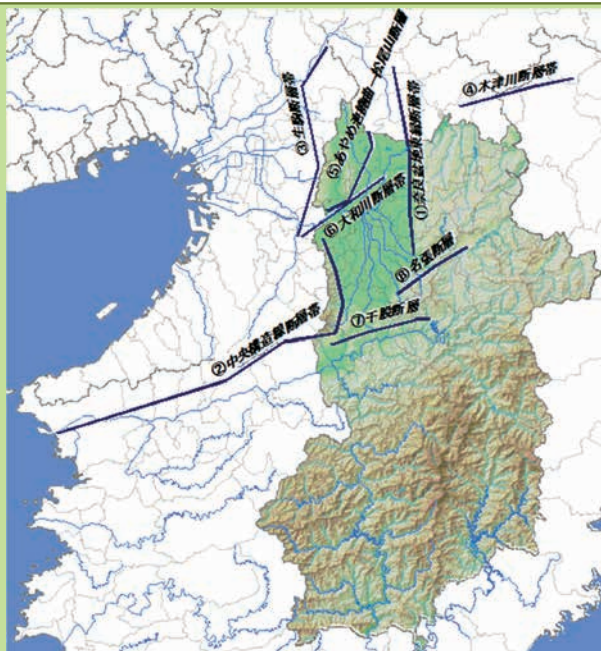 ①奈良盆地東縁断層帯
②中央構造線断層帯
③生駒断層帯
④木津川断層帯
⑤あやめ池撓曲－松尾山断層
⑥大和川断層帯
⑦千股断層
⑧名張断層